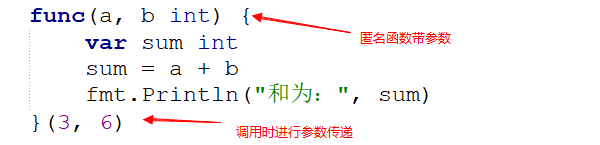 func(a, b int) {
匿名函数带参数
    var sum int
    sum = a + b
    fmt.Println("和为：", sum)
}(3, 6)
调用时进行参数传递